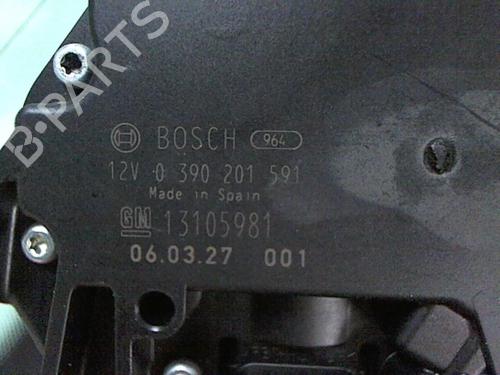 B-PARTS
BOSCH 964
12V 0 390 201 591
Made in Spain
GM 13105981
06.03.27 001